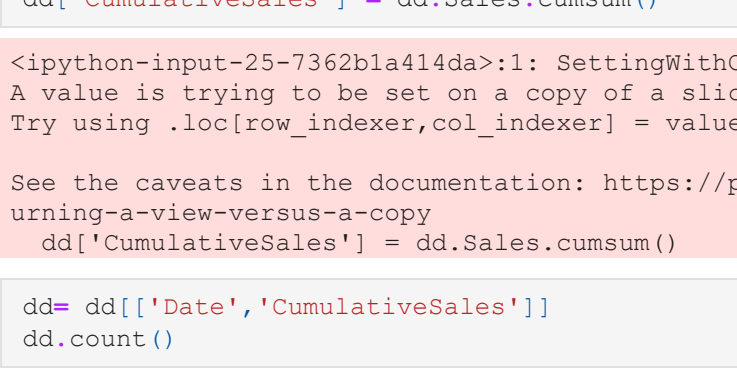 dd['CumulativeSales'] = dd.Sales.cumsum()
<ipython-input-25-7362b1a414da>:1: SettingWithC
A value is trying to be set on a copy of a slic
Try using .loc[row_indexer,col_indexer] = value
See the caveats in the documentation: https://p
urning-a-view-versus-a-copy
dd['CumulativeSales'] = dd.Sales.cumsum()
dd= dd[['Date','CumulativeSales']]
dd.count()